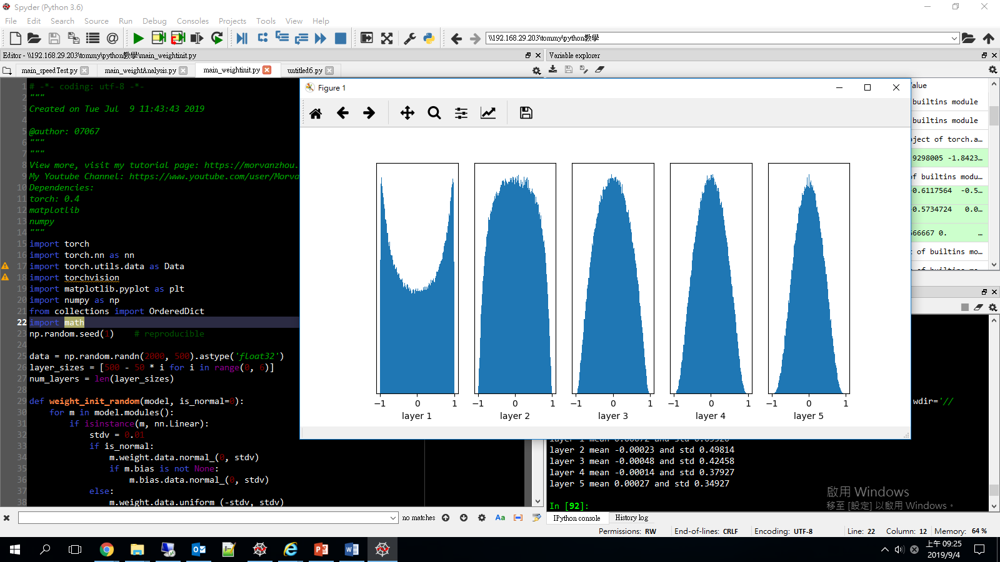 Spyder (Python 3.6)
File Edit Search Source Run Debug Consoles Projects Tools View Help
\\192.168.29.203\tommy\python教學
Editor - \\192.168.29.203\tommy\python教學\main_weightinit.py
Variable explorer
main_speedTest.py main_weightAnalysis.py main_weightinit.py untitled6.py
1 # -*- coding: utf-8 -*-
2 """
3 Created on Tue Jul  9 11:43:43 2019
4
5 @author: 07067
6 """
7 """
8 View more, visit my tutorial page: https://morvanzhou.
9 My Youtube Channel: https://www.youtube.com/user/Morva
10 Dependencies:
11 torch: 0.4
12 matplotlib
13 numpy
14 """
15 import torch
16 import torch.nn as nn
17 import torch.utils.data as Data
18 import torchvision
19 import matplotlib.pyplot as plt
20 import numpy as np
21 from collections import OrderedDict
22 import math
23 np.random.seed(1)    # reproducible
24
25 data = np.random.randn(2000, 500).astype('float32')
26 layer_sizes = [500 - 50 * i for i in range(0, 6)]
27 num_layers = len(layer_sizes)
28
29 def weight_init_random(model, is_normal=0):
30     for m in model.modules():
31         if isinstance(m, nn.Linear):
32             stdv = 0.01
33             if is_normal:
34                 m.weight.data.normal_(0, stdv)
35                 if m.bias is not None:
36                     m.bias.data.normal_(0, stdv)
37             else:
38                 m.weight.data.uniform_(-stdv, stdv)
Figure 1
−1 0 1 −1 0 1 −1 0 1 −1 0 1 −1 0 1
layer 1 layer 2 layer 3 layer 4 layer 5
alue
builtins module
builtins module
ject of torch.a...
9298005 -1.8423...
of builtins modu...
0.6117564 -0.5...
0.5734724 0.0...
66667 0. ...
t of builtins mo...
wdir='//
layer 2 mean -0.00023 and std 0.49814
layer 3 mean -0.00048 and std 0.42458
layer 4 mean -0.00014 and std 0.37927
layer 5 mean 0.00027 and std 0.34927
In [92]:
啟用 Windows
移至 [設定] 以啟用 Windows。
no matches Aa
IPython console History log
Permissions: RW End-of-lines: CRLF Encoding: UTF-8 Line: 22 Column: 12 Memory: 64 %
上午 09:25
2019/9/4